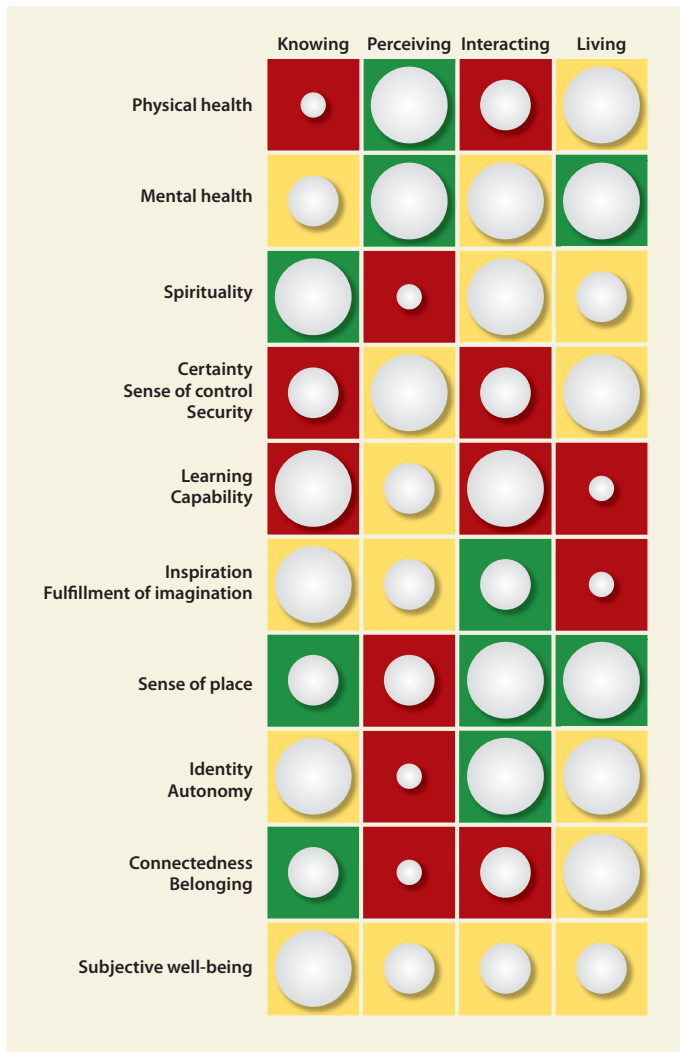 Knowing Perceiving Interacting Living
Physical health
Mental health
Spirituality
Certainty
Sense of control
Security
Learning
Capability
Inspiration
Fulfillment of imagination
Sense of place
Identity
Autonomy
Connectedness
Belonging
Subjective well-being